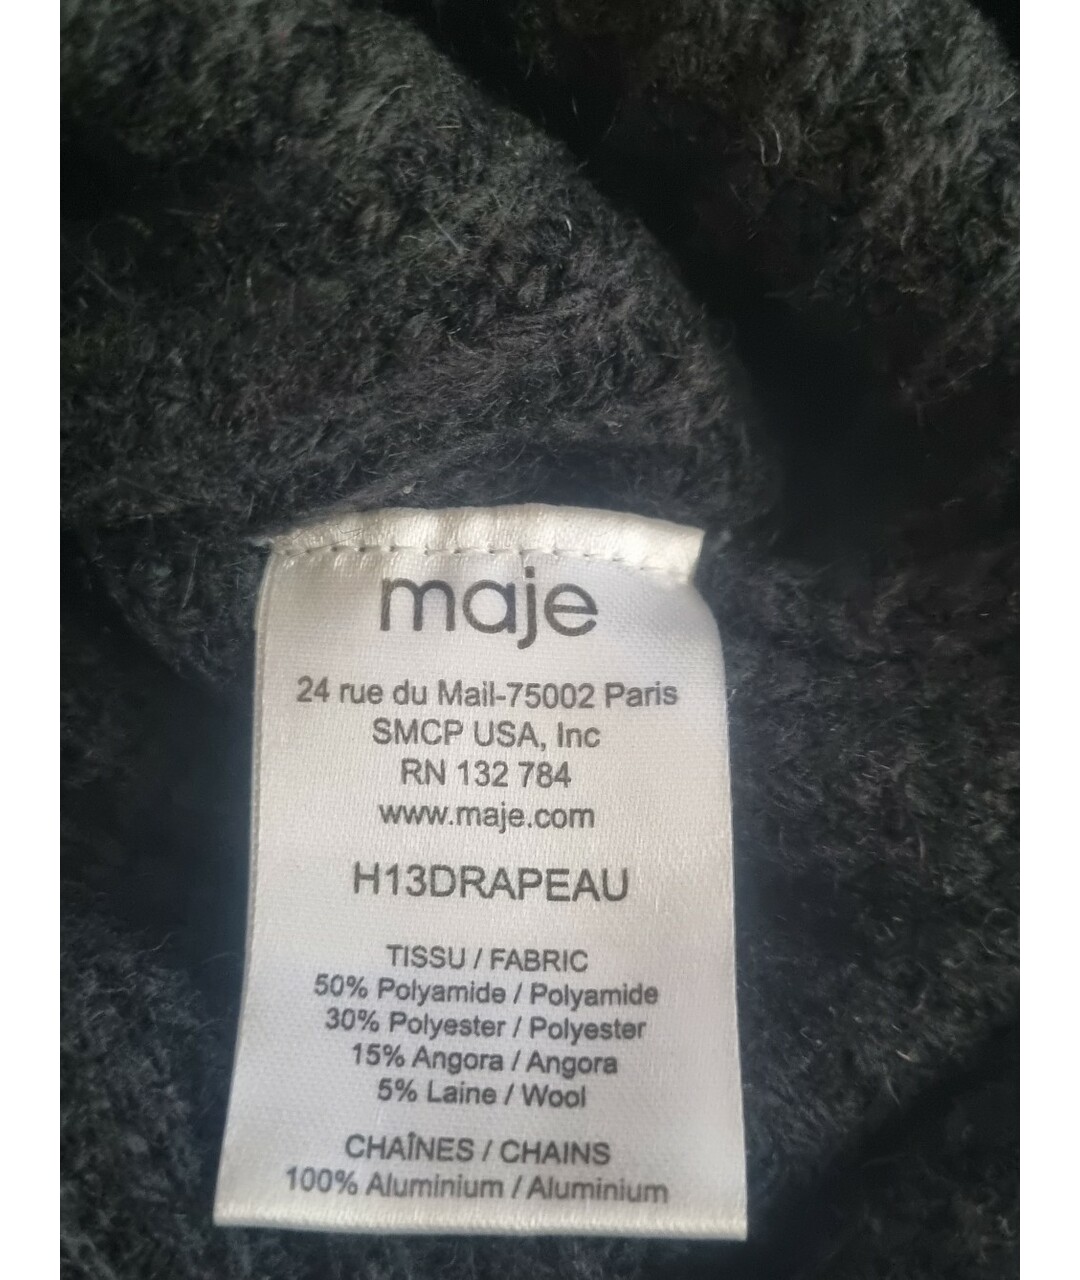 maje
24 rue du Mail-75002 Paris
SMCP USA, Inc
RN 132 784
www.maje.com
H13DRAPEAU
TISSU / FABRIC
50% Polyamide / Polyamide
30% Polyester / Polyester
15% Angora / Angora
5% Laine / Wool
CHAÎNES / CHAINS
100% Aluminium / Aluminium